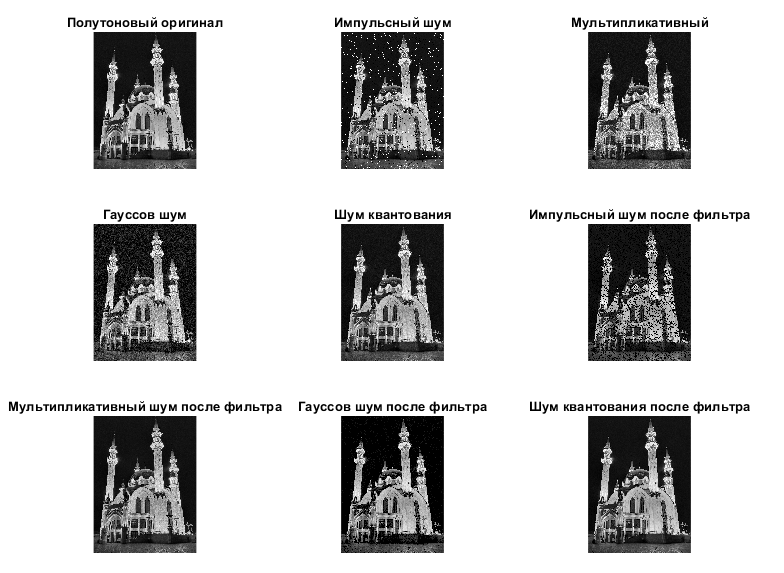 Полутоновый оригинал
Импульсный шум
Мультипликативный
Гауссов шум
Шум квантования
Импульсный шум после фильтра
Мультипликативный шум после фильтра
Гауссов шум после фильтра
Шум квантования после фильтра